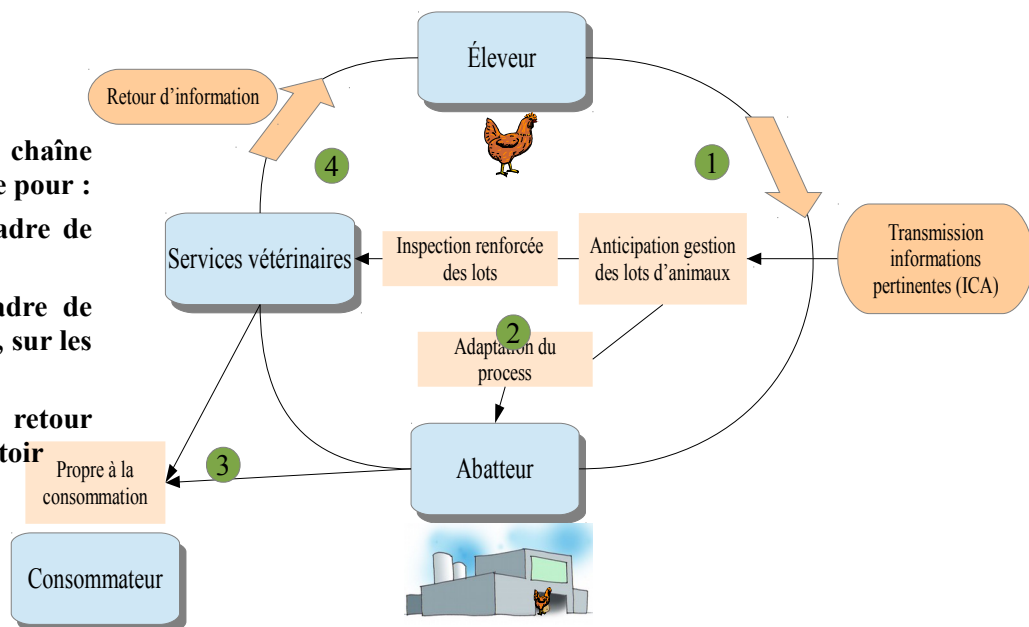 chaîne
e pour :
adre de
adre de
, sur les
retour
toir
Éleveur
Retour d’information
4
1
Services vétérinaires
Inspection renforcée
des lots
Anticipation gestion
des lots d’animaux
Transmission
informations
pertinentes (ICA)
2
Adaptation du
process
3
Propre à la
consommation
Abatteur
Consommateur